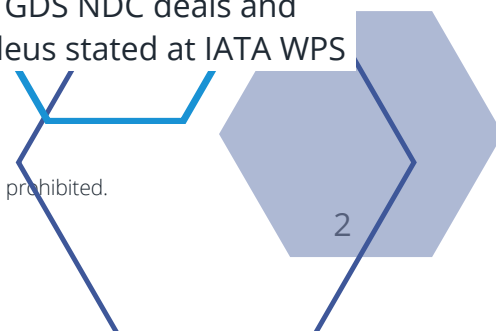 GDS NDC deals and
leus stated at IATA WPS
prohibited.
2